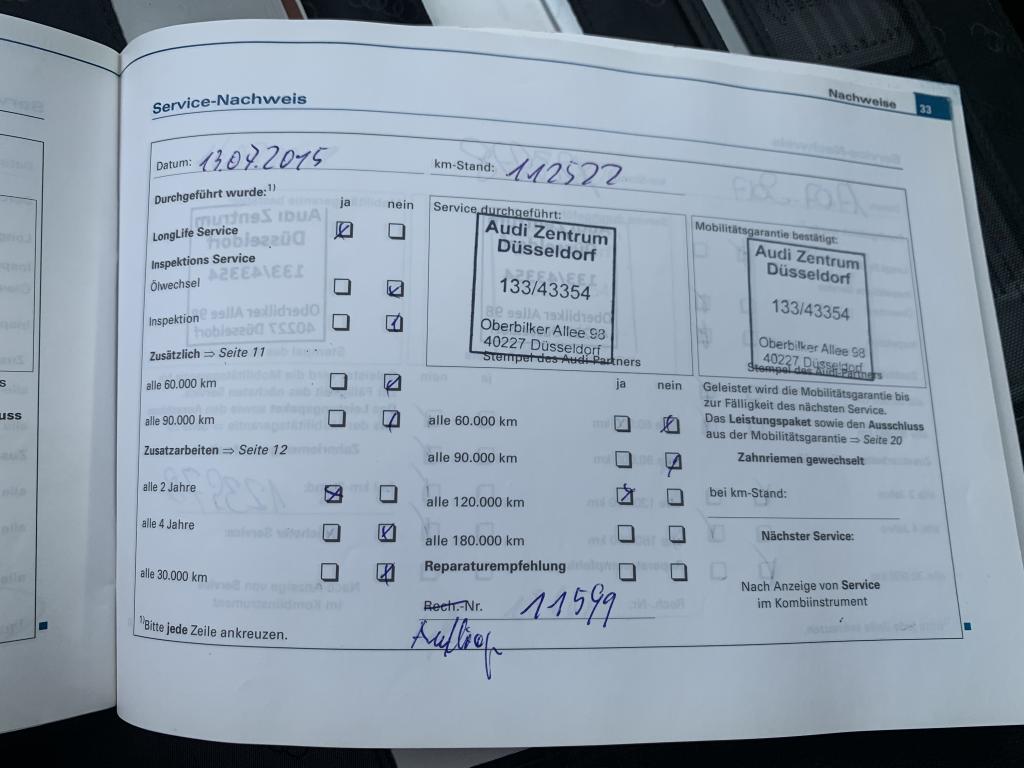 Nachweise 33
Service-Nachweis
Datum: 13.07.2015
km-Stand: 112522
Durchgeführt wurde:1)
ja nein
LongLife Service
Inspektions Service
Ölwechsel
Inspektion
Zusätzlich ⇒ Seite 11
alle 60.000 km
alle 90.000 km
Zusatzarbeiten ⇒ Seite 12
alle 2 Jahre
alle 4 Jahre
alle 30.000 km
1)Bitte jede Zeile ankreuzen.
Service durchgeführt:
Audi Zentrum
Düsseldorf
133/43354
Oberbilker Allee 98
40227 Düsseldorf
Stempel des Audi-Partners
ja nein
alle 60.000 km
alle 90.000 km
alle 120.000 km
alle 180.000 km
Reparaturempfehlung
Rech.-Nr. 11599
Auftrag
Mobilitätsgarantie bestätigt:
Audi Zentrum
Düsseldorf
133/43354
Oberbilker Allee 98
40227 Düsseldorf
Stempel des Audi-Partners
Geleistet wird die Mobilitätsgarantie bis
zur Fälligkeit des nächsten Service.
Das Leistungspaket sowie den Ausschluss
aus der Mobilitätsgarantie ⇒ Seite 20
Zahnriemen gewechselt
bei km-Stand:
Nächster Service:
Nach Anzeige von Service
im Kombiinstrument